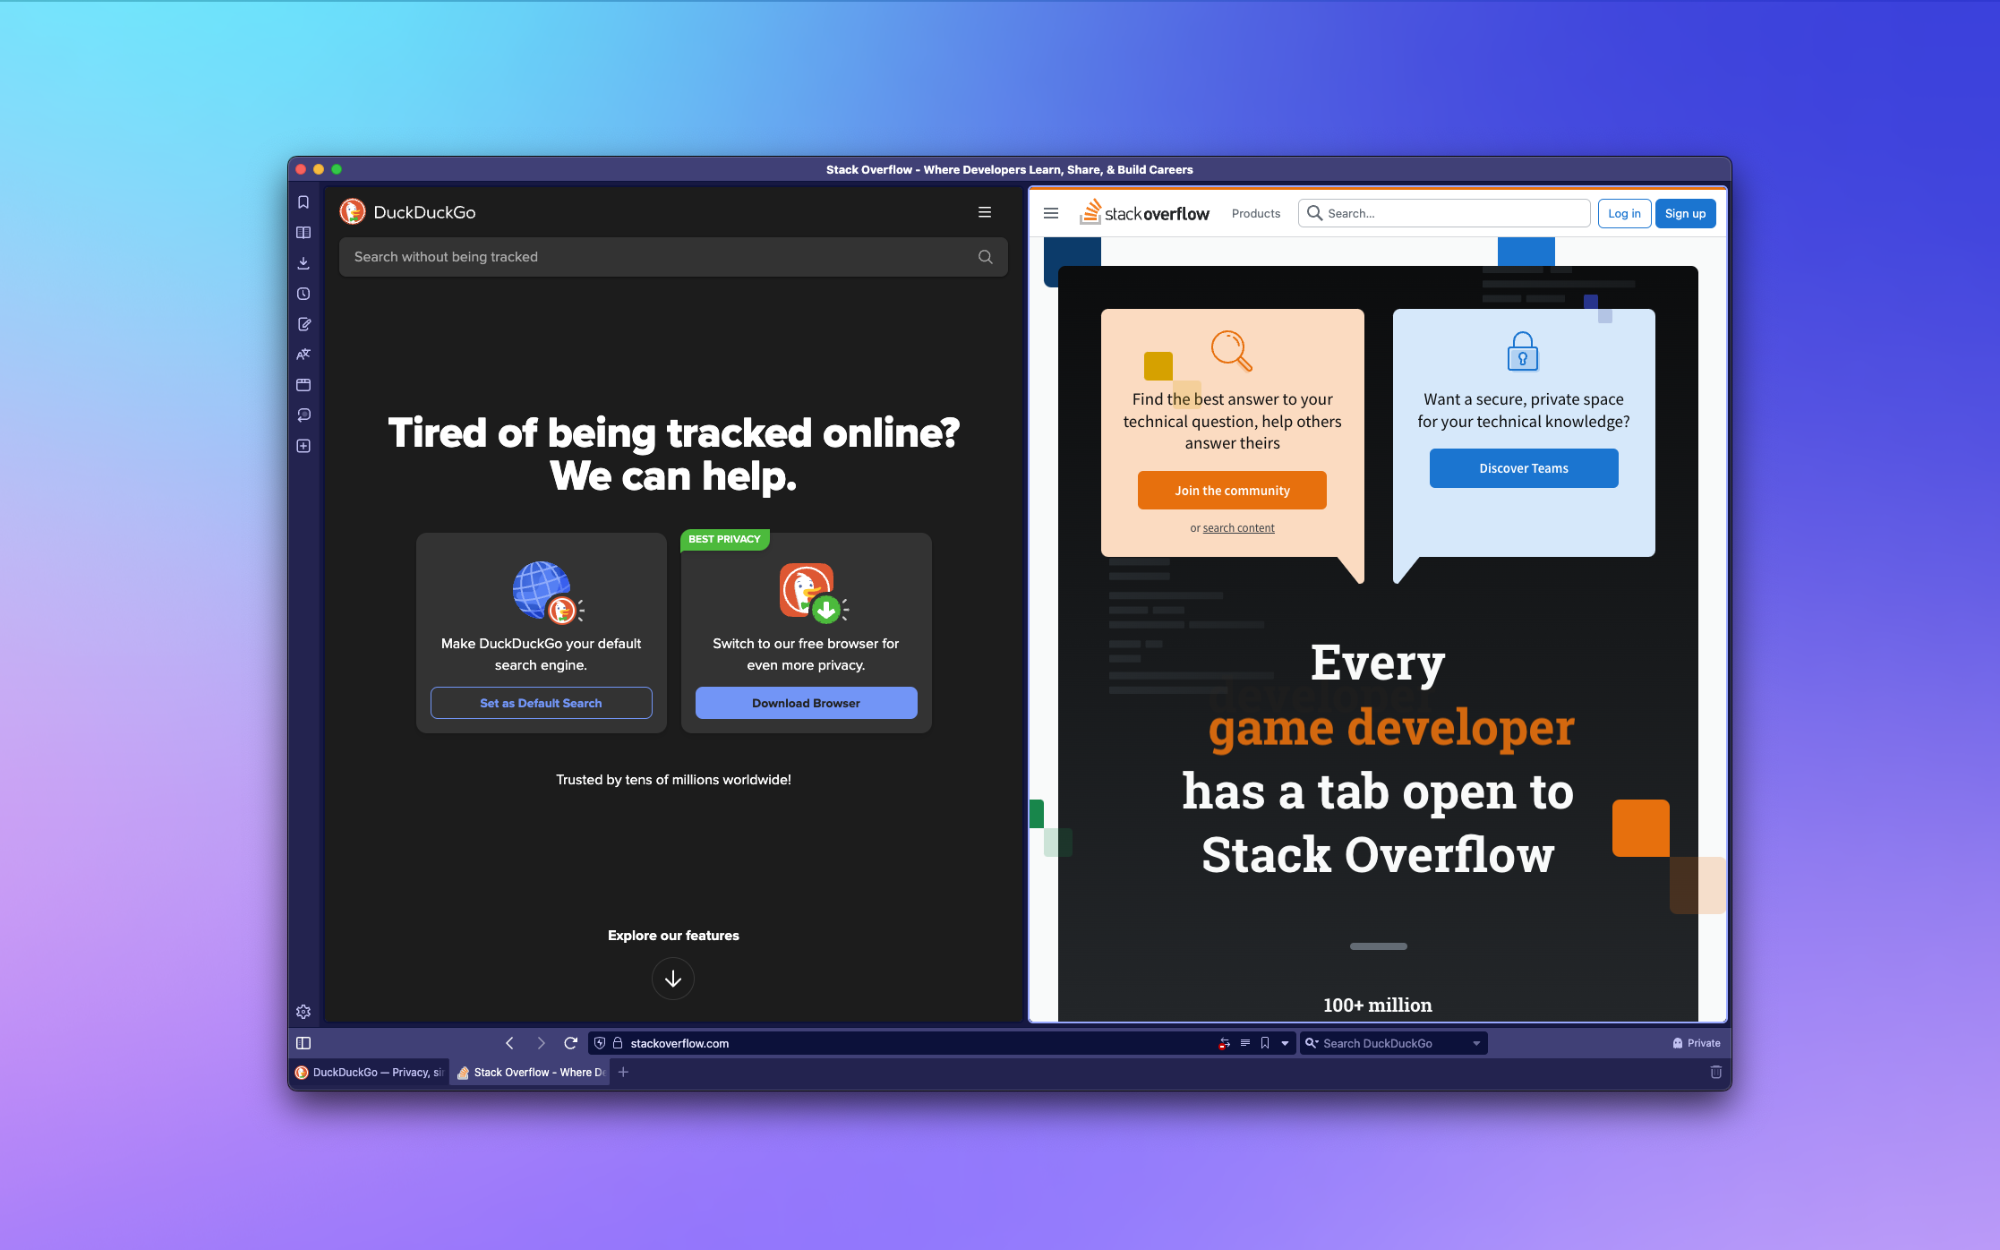 Stack Overflow - Where Developers Learn, Share, & Build Careers
DuckDuckGo
Search without being tracked
Tired of being tracked online?
We can help.
Make DuckDuckGo your default
search engine.
Set as Default Search
BEST PRIVACY
Switch to our free browser for
even more privacy.
Download Browser
Trusted by tens of millions worldwide!
Explore our features
stackoverflow
Products
Search...
Log in
Sign up
Find the best answer to your
technical question, help others
answer theirs
Join the community
or search content
Want a secure, private space
for your technical knowledge?
Discover Teams
Every
game developer
has a tab open to
Stack Overflow
100+ million
stackoverflow.com
Search DuckDuckGo
Private
DuckDuckGo — Privacy, si
Stack Overflow - Where D